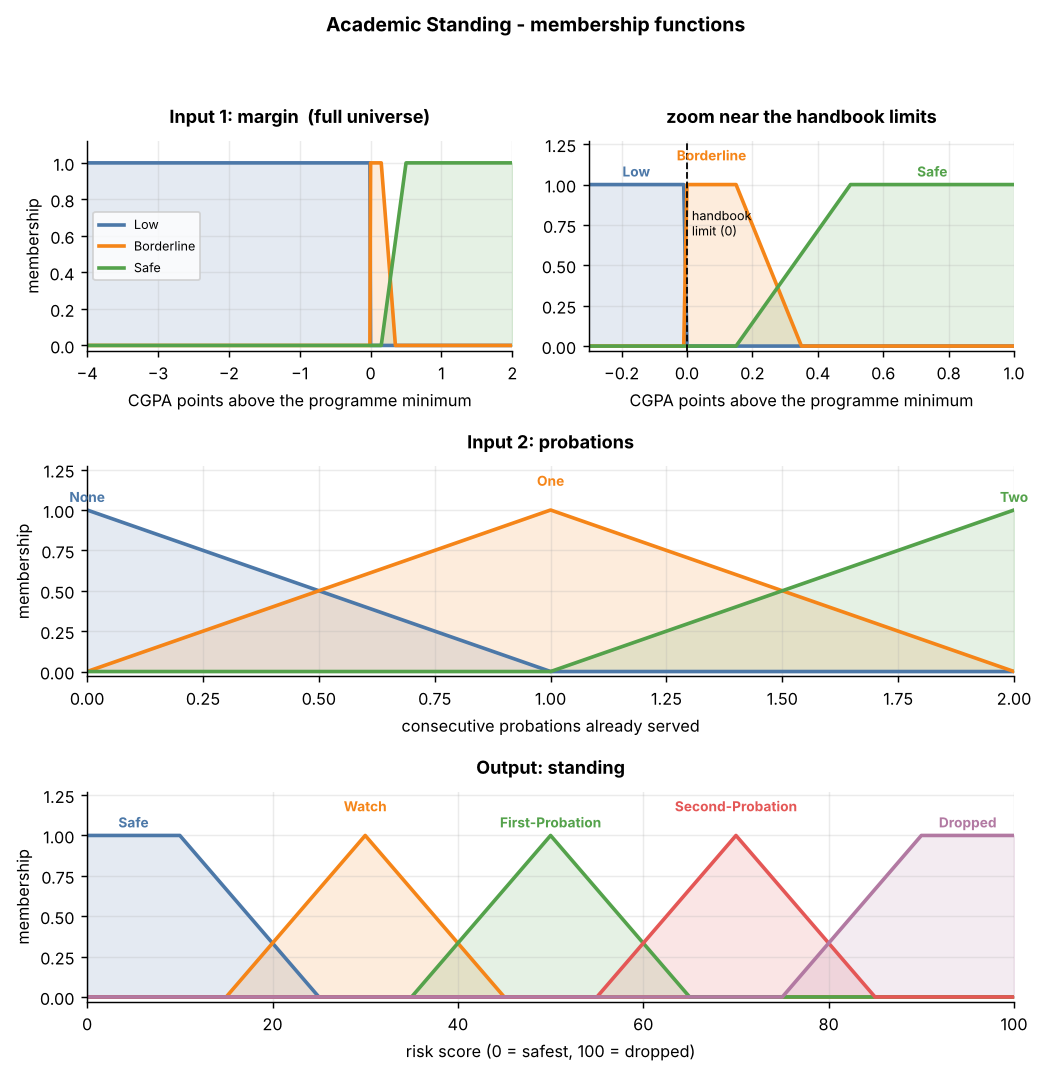 Academic Standing - membership functions
Input 1: margin (full universe)
membership
1.0
0.8
0.6
0.4
0.2
0.0
Low
Borderline
Safe
−4 −3 −2 −1 0 1 2
CGPA points above the programme minimum
zoom near the handbook limits
1.25
1.00
0.75
0.50
0.25
0.00
Low
Borderline
Safe
handbook
limit (0)
−0.2 0.0 0.2 0.4 0.6 0.8 1.0
CGPA points above the programme minimum
Input 2: probations
membership
1.25
1.00
0.75
0.50
0.25
0.00
None
One
Two
0.00 0.25 0.50 0.75 1.00 1.25 1.50 1.75 2.00
consecutive probations already served
Output: standing
membership
1.25
1.00
0.75
0.50
0.25
0.00
Safe
Watch
First-Probation
Second-Probation
Dropped
0 20 40 60 80 100
risk score (0 = safest, 100 = dropped)